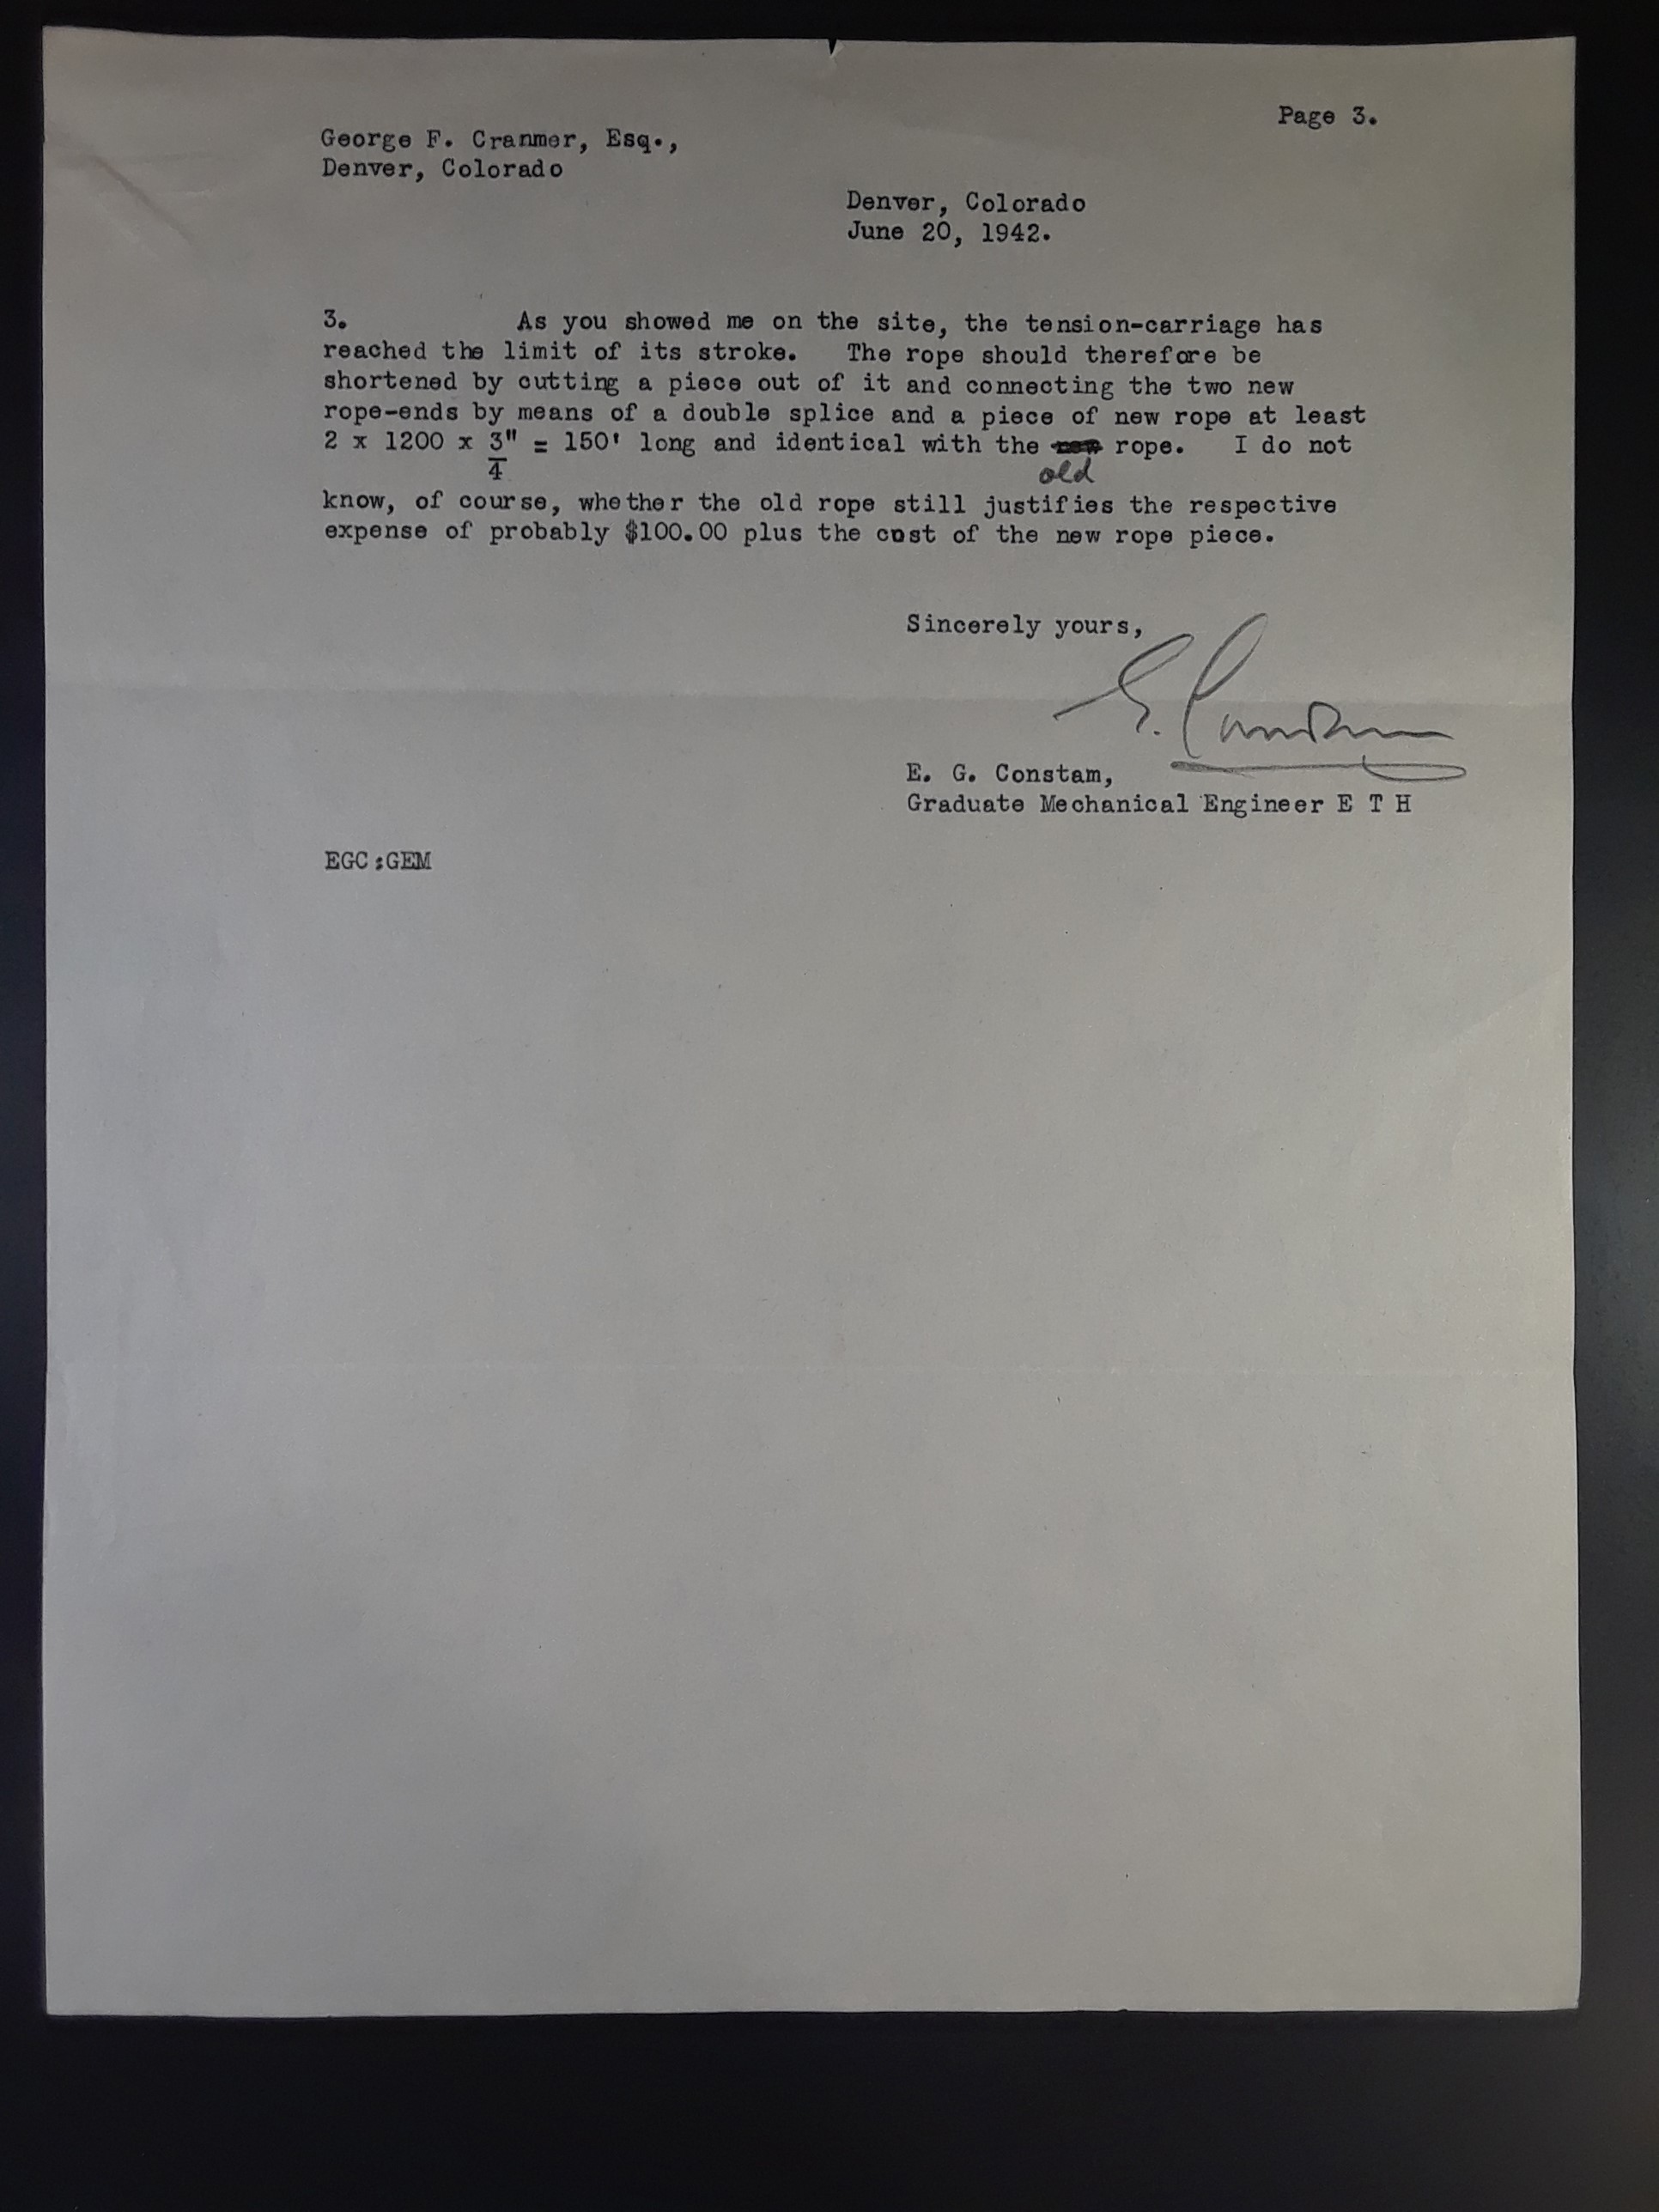 Page 3.
George F. Cranmer, Esq.,
Denver, Colorado
Denver, Colorado
June 20, 1942.
3. As you showed me on the site, the tension-carriage has
reached the limit of its stroke. The rope should therefore be
shortened by cutting a piece out of it and connecting the two new
rope-ends by means of a double splice and a piece of new rope at least
2 x 1200 x 3/4" = 150' long and identical with the new rope. I do not
old
know, of course, whether the old rope still justifies the respective
expense of probably $100.00 plus the cost of the new rope piece.
Sincerely yours,
E. Constam
E. G. Constam,
Graduate Mechanical Engineer E T H
EGC:GEM